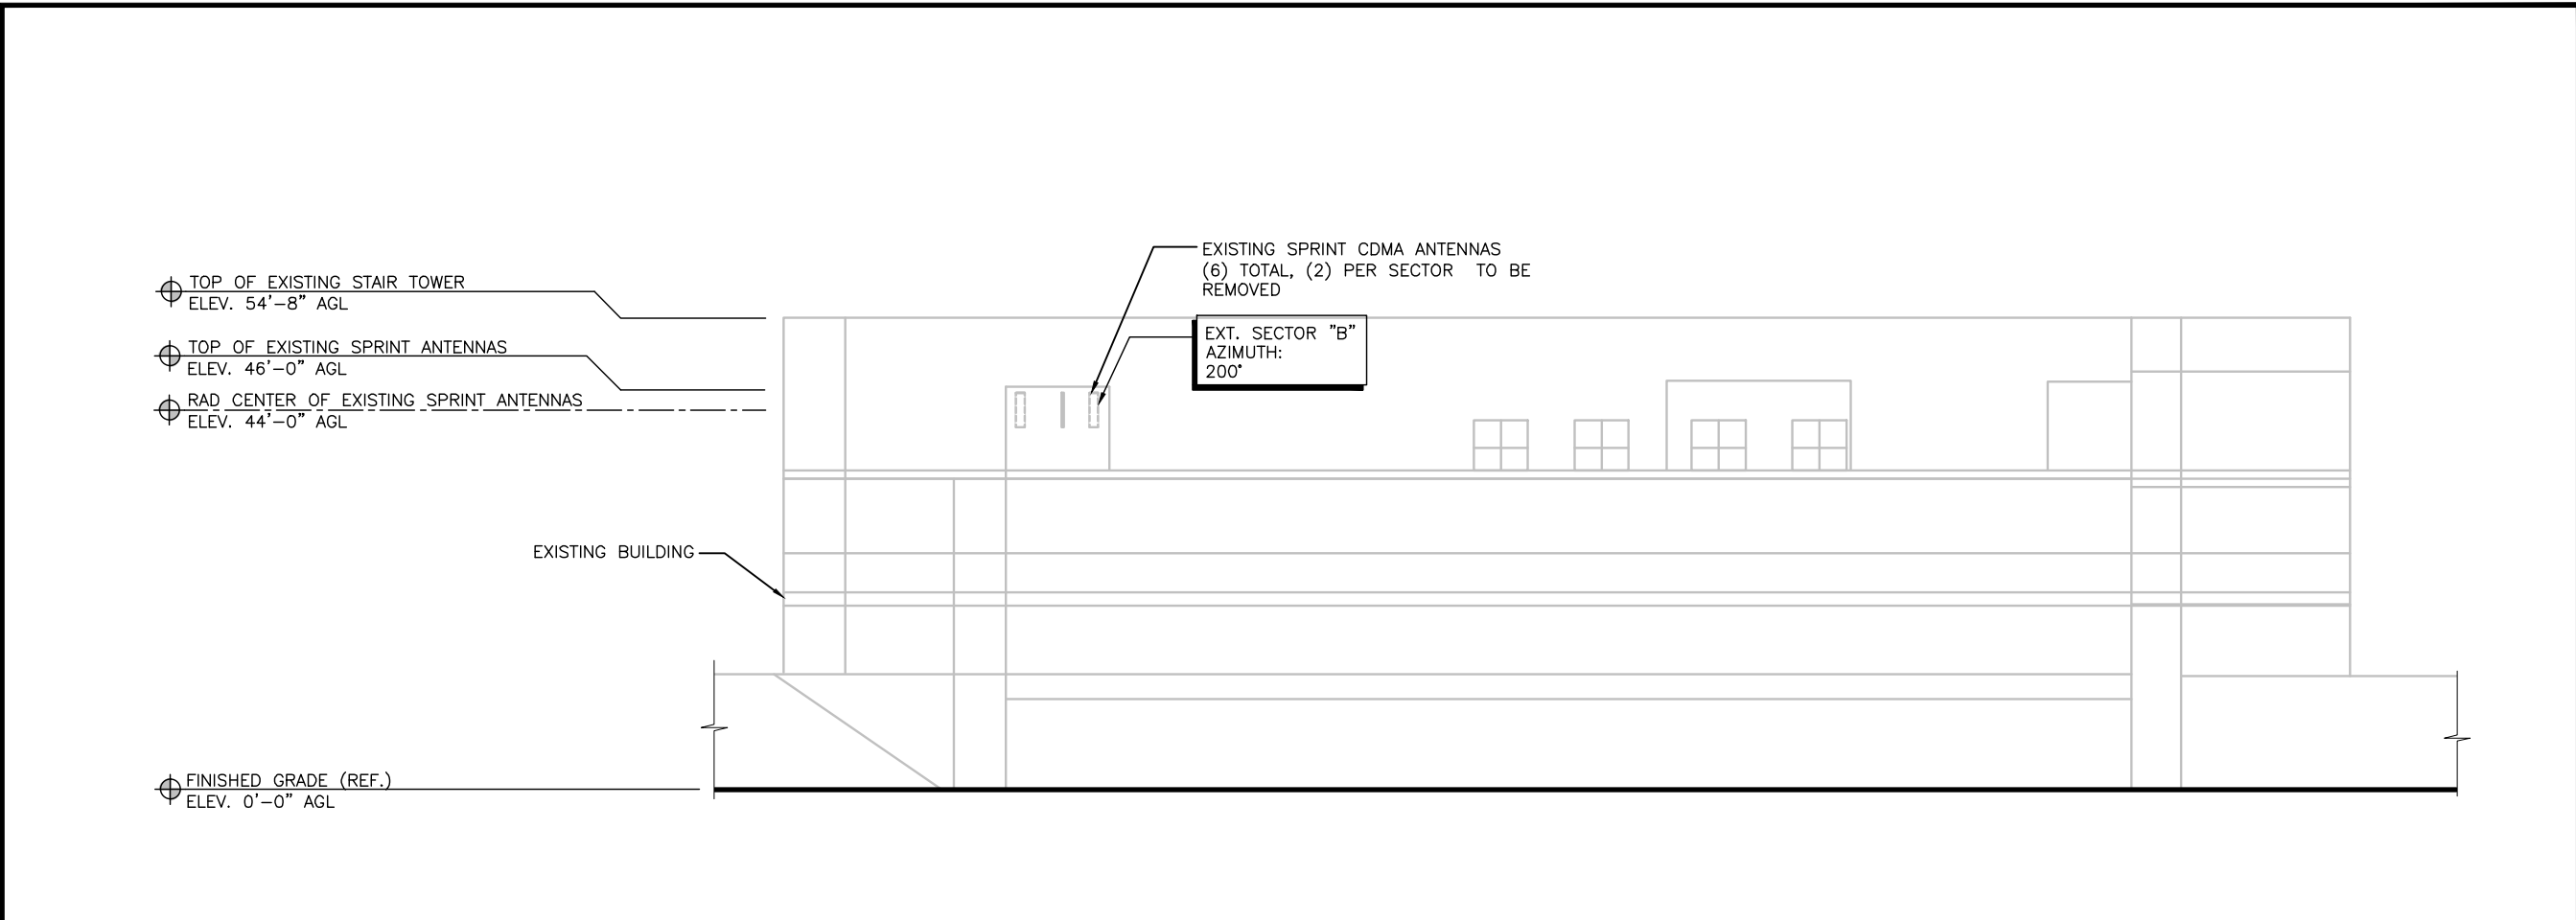 EXISTING SPRINT CDMA ANTENNAS
(6) TOTAL, (2) PER SECTOR TO BE
REMOVED
TOP OF EXISTING STAIR TOWER
ELEV. 54'-8" AGL
EXT. SECTOR "B"
AZIMUTH:
200°
TOP OF EXISTING SPRINT ANTENNAS
ELEV. 46'-0" AGL
RAD CENTER OF EXISTING SPRINT ANTENNAS
ELEV. 44'-0" AGL
EXISTING BUILDING
FINISHED GRADE (REF.)
ELEV. 0'-0" AGL